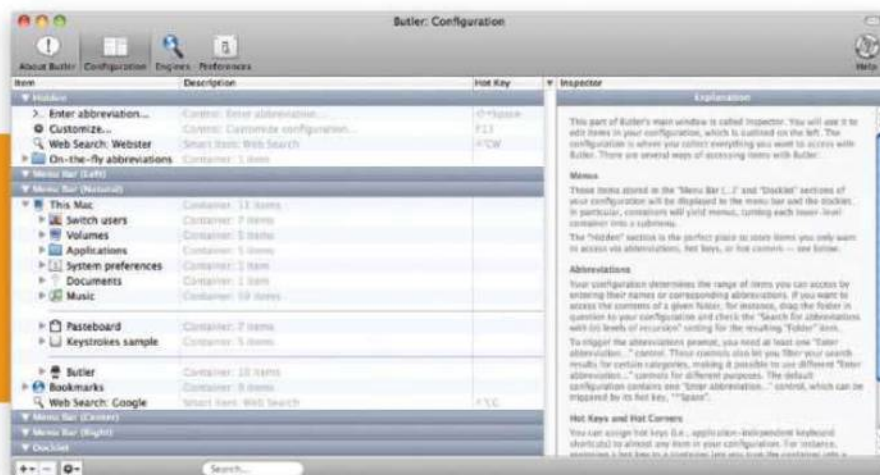 Butler: Configuration
About Butler Configuration Engines Preferences Help
Item Description Hot Key Inspector
Hidden
Explanation
Enter abbreviation... Control: Enter abbreviation...
Customize... Control: Customize configuration... F13
Web Search: Webster Smart Item: Web Search
On-the-fly abbreviations Container: 1 item
Menu Bar (Left)
Menu Bar (Natural)
This Mac Container: 11 items
Switch users Container: 7 items
Volumes Container: 5 items
Applications Container: 5 items
System preferences Container: 1 item
Documents Container: 1 item
Music Container: 10 items
Pasteboard Container: 7 items
Keystrokes sample Container: 5 items
Butler Container: 10 items
Bookmarks Container: 9 items
Web Search: Google Smart Item: Web Search
Menu Bar (Center)
Menu Bar (Right)
Docklet
Search...
This part of Butler's main window is called Inspector. You will use it to
edit items in your configuration, which is outlined on the left. The
configuration is where you collect everything you want to access with
Butler. There are several ways of accessing items with Butler:
Menus
Those items stored in the "Menu Bar (...)" and "Docklet" sections of
your configuration will be displayed in the menu bar and the docklet.
In particular, containers will yield menus, turning each lower-level
container into a submenu.
The "Hidden" section is the perfect place to store items you only want
to access via abbreviations, hot keys, or hot corners — see below.
Abbreviations
Your configuration determines the range of items you can access by
entering their names or corresponding abbreviations. If you want to
access the contents of a given folder, for instance, drag the folder in
question to your configuration and check the "Search for abbreviations
with (n) levels of recursion" setting for the resulting "Folder" item.
To trigger the abbreviations prompt, you need at least one "Enter
abbreviation..." control. These controls also let you filter your search
results for certain categories, making it possible to use different "Enter
abbreviation..." controls for different purposes. The default
configuration contains one "Enter abbreviation..." control, which can be
triggered by its hot key, "^Space".
Hot Keys and Hot Corners
You can assign hot keys (i.e., application-independent keyboard
shortcuts) to almost any item in your configuration. For instance,
assigning a hot key to a container lets you turn the container into a